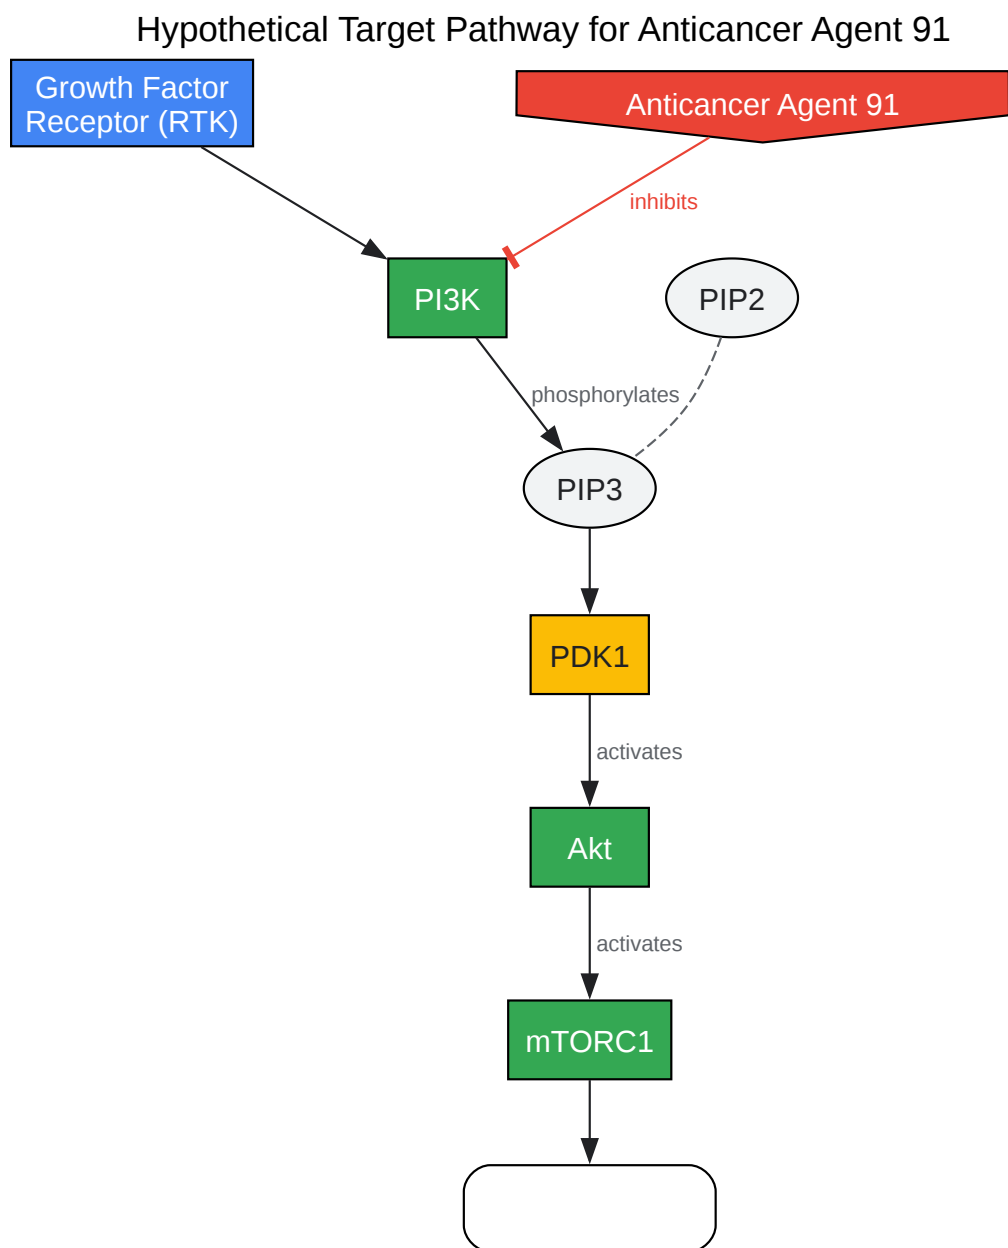 Hypothetical Target Pathway for Anticancer Agent 91
Growth Factor
Receptor (RTK)
Anticancer Agent 91
inhibits
PI3K
PIP2
phosphorylates
PIP3
PDK1
activates
Akt
activates
mTORC1